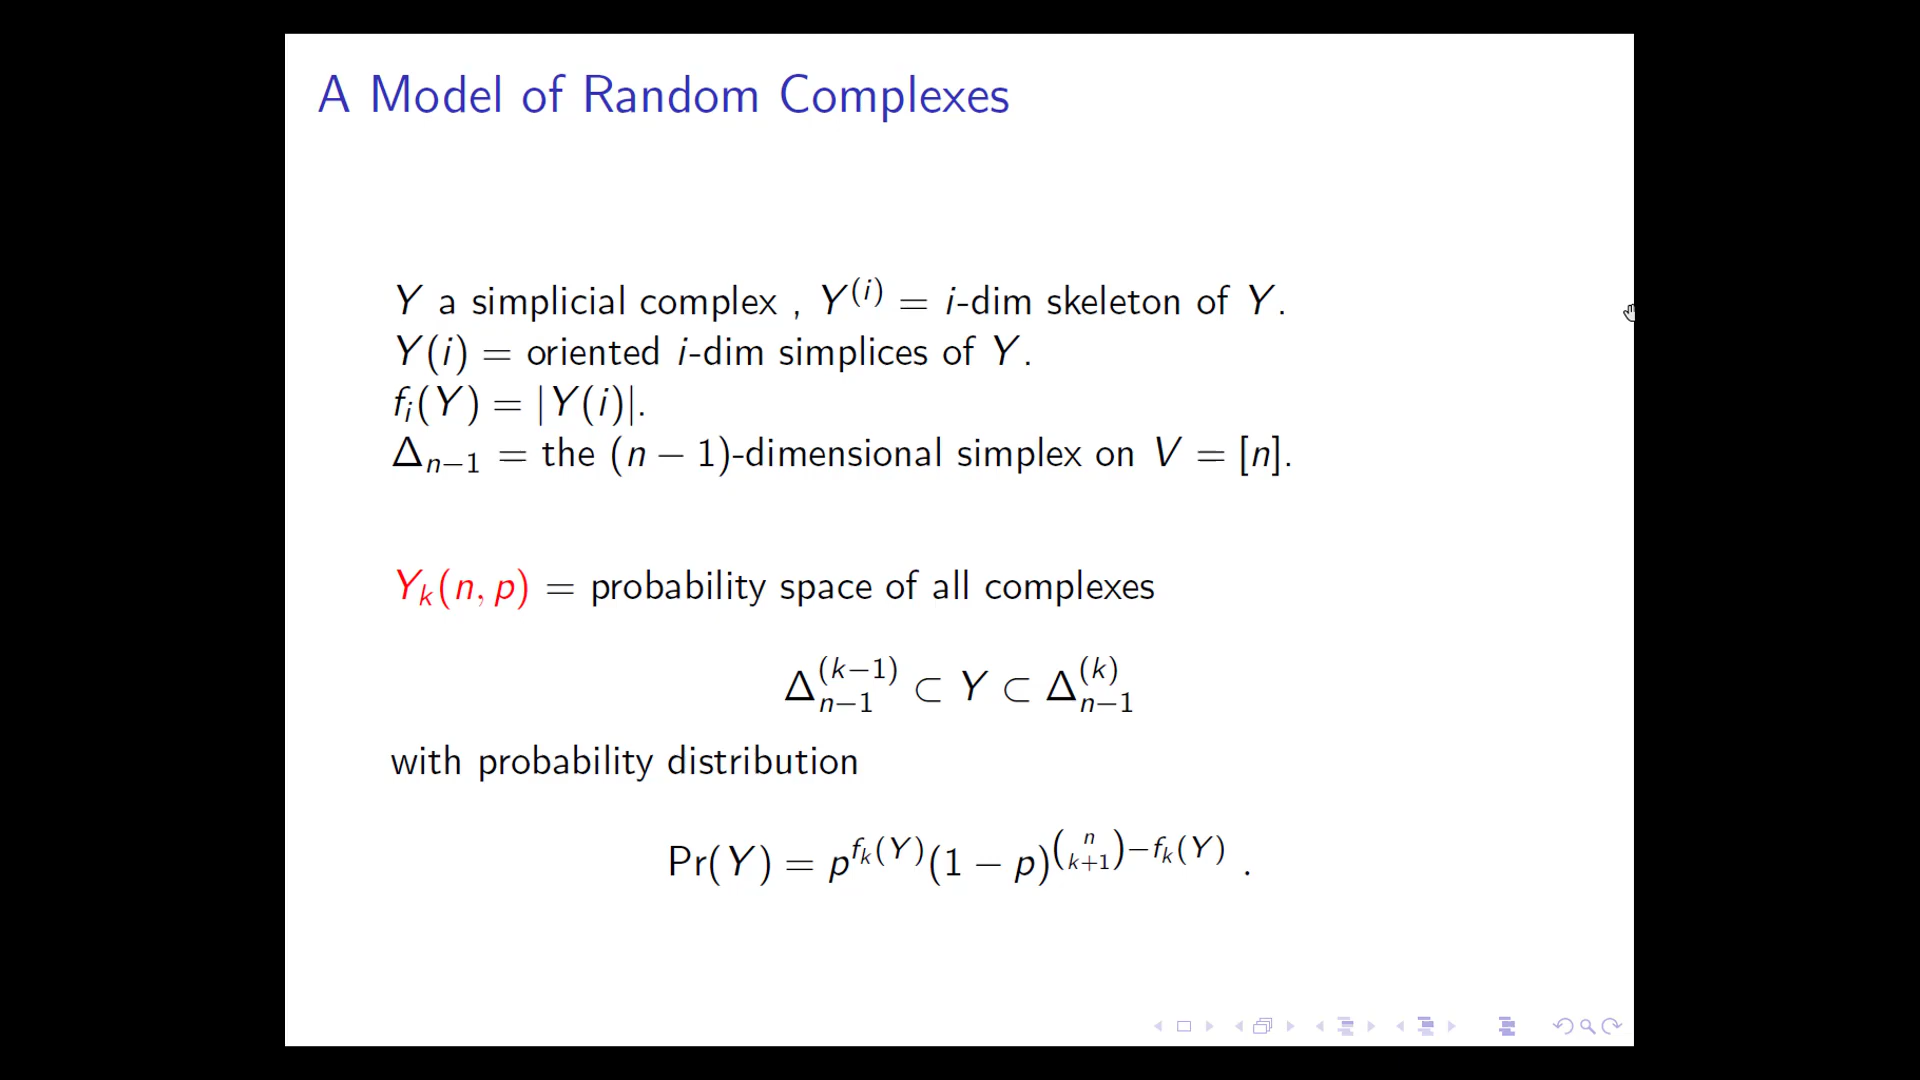 A Model of Random Complexes
Y a simplicial complex , Y^{(i)} = i-dim skeleton of Y.
Y(i) = oriented i-dim simplices of Y.
f_i(Y) = |Y(i)|.
Δ_{n−1} = the (n − 1)-dimensional simplex on V = [n].
Y_k(n, p) = probability space of all complexes
Δ_{n−1}^{(k−1)} ⊂ Y ⊂ Δ_{n−1}^{(k)}
with probability distribution
Pr(Y) = p^{f_k(Y)}(1 − p)^{\binom{n}{k+1}−f_k(Y)} .